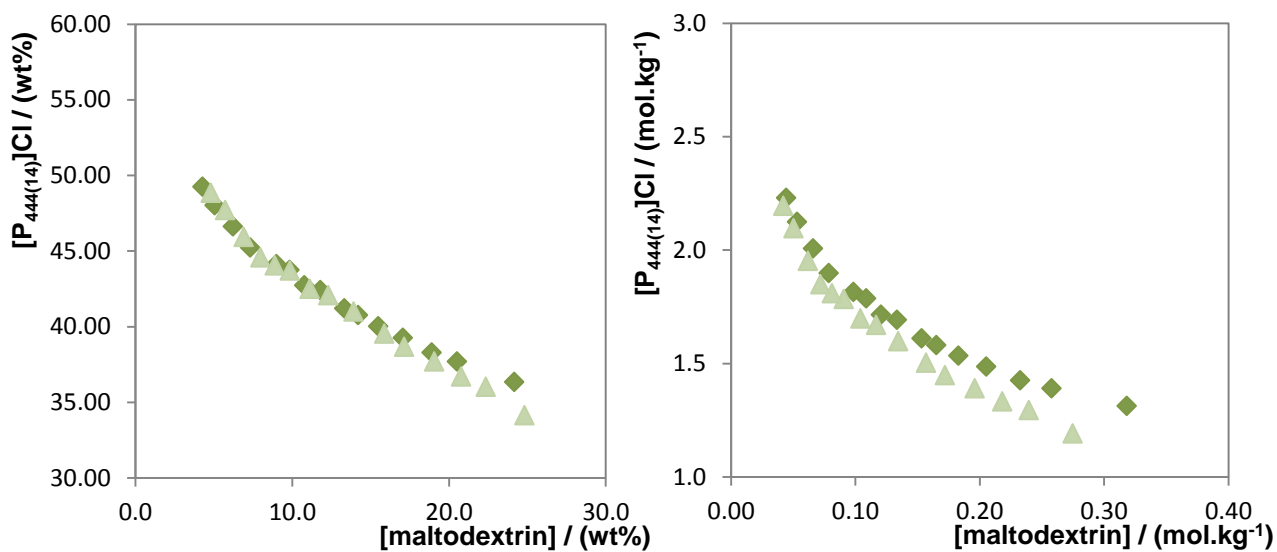 [P444(14)]Cl / (wt%)
60.00
55.00
50.00
45.00
40.00
35.00
30.00
0.0 10.0 20.0 30.0
[maltodextrin] / (wt%)
[P444(14)]Cl / (mol.kg-1)
3.0
2.5
2.0
1.5
1.0
0.00 0.10 0.20 0.30 0.40
[maltodextrin] / (mol.kg-1)